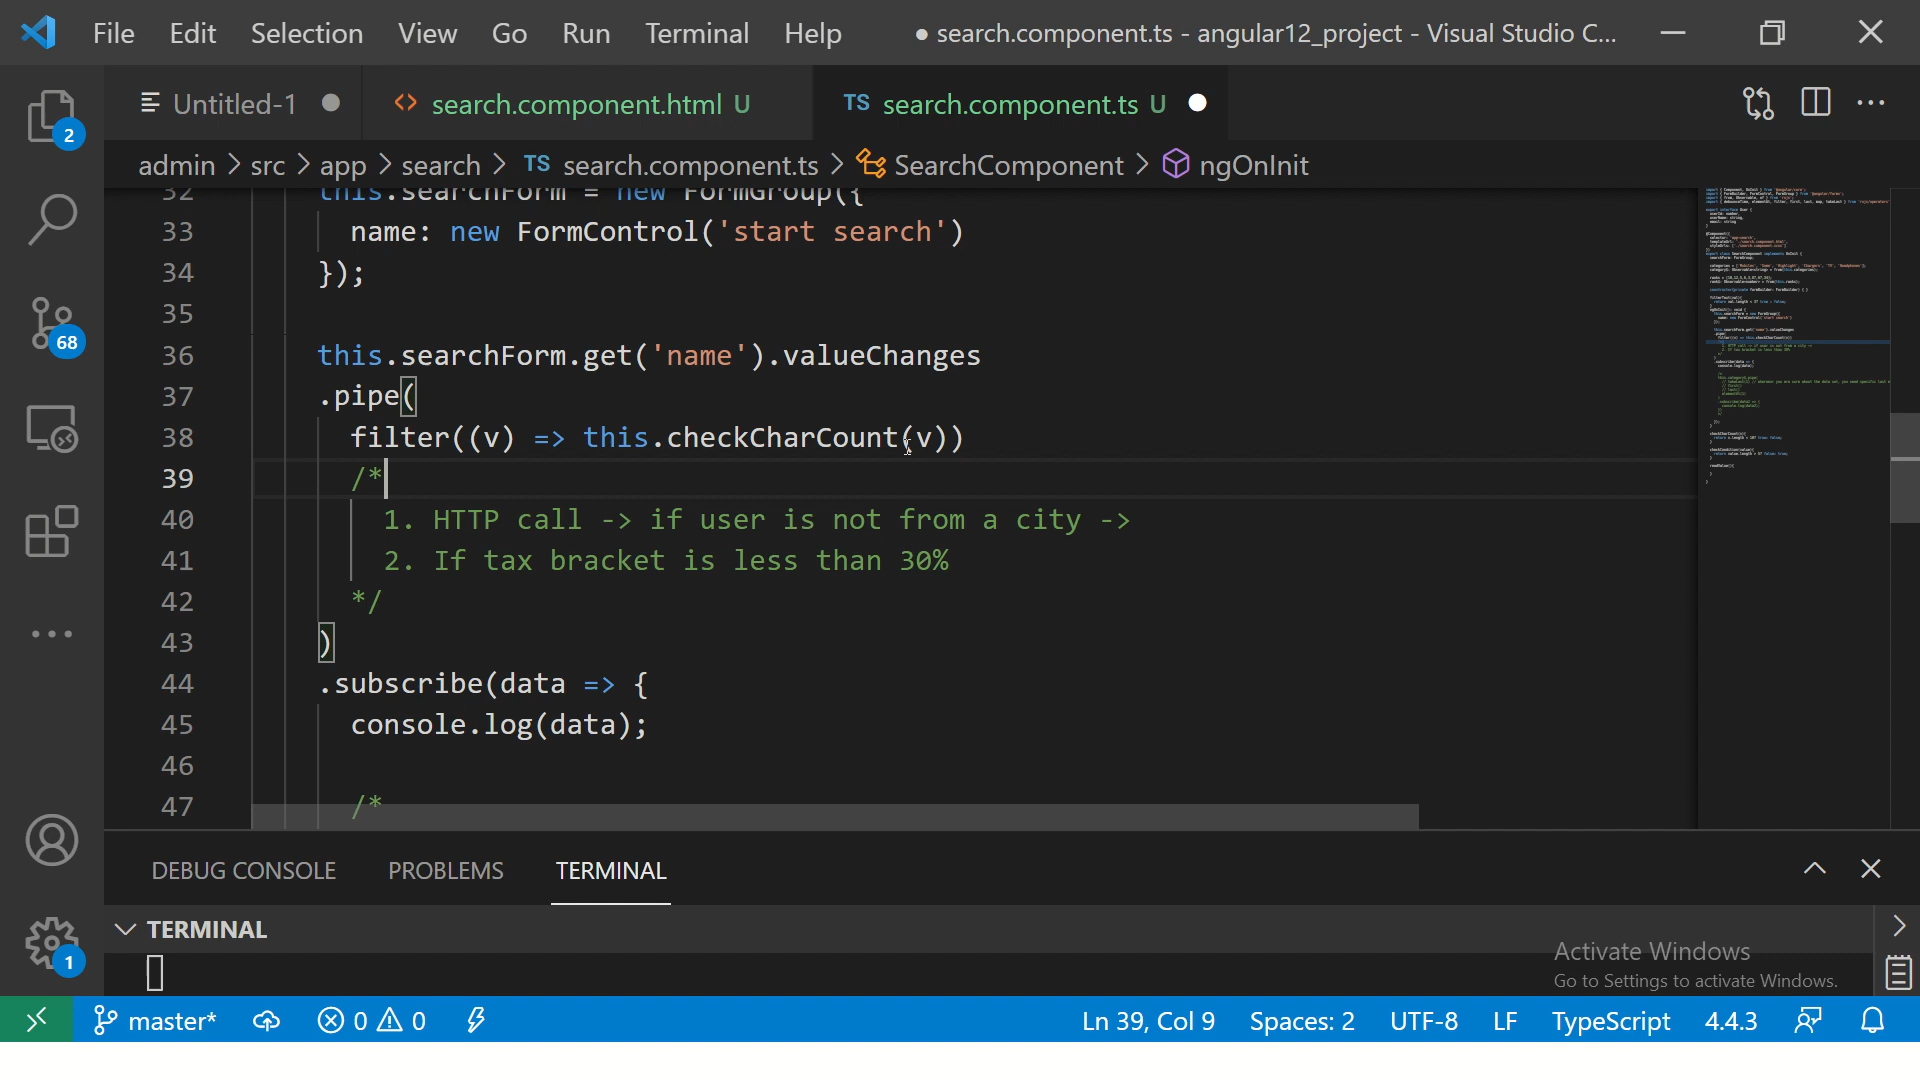 File Edit Selection View Go Run Terminal Help ● search.component.ts - angular12_project - Visual Studio C...
Untitled-1 search.component.html U TS search.component.ts U
admin > src > app > search > TS search.component.ts > SearchComponent > ngOnInit
32 this.searchForm = new FormGroup({
33 name: new FormControl('start search')
34 });
35
36 this.searchForm.get('name').valueChanges
37 .pipe(
38 filter((v) => this.checkCharCount(v))
39 /*
40 1. HTTP call -> if user is not from a city ->
41 2. If tax bracket is less than 30%
42 */
43 )
44 .subscribe(data => {
45 console.log(data);
46
47 /*
2
68
1
DEBUG CONSOLE PROBLEMS TERMINAL
TERMINAL
Activate Windows
Go to Settings to activate Windows.
master* 0 0 Ln 39, Col 9 Spaces: 2 UTF-8 LF TypeScript 4.4.3